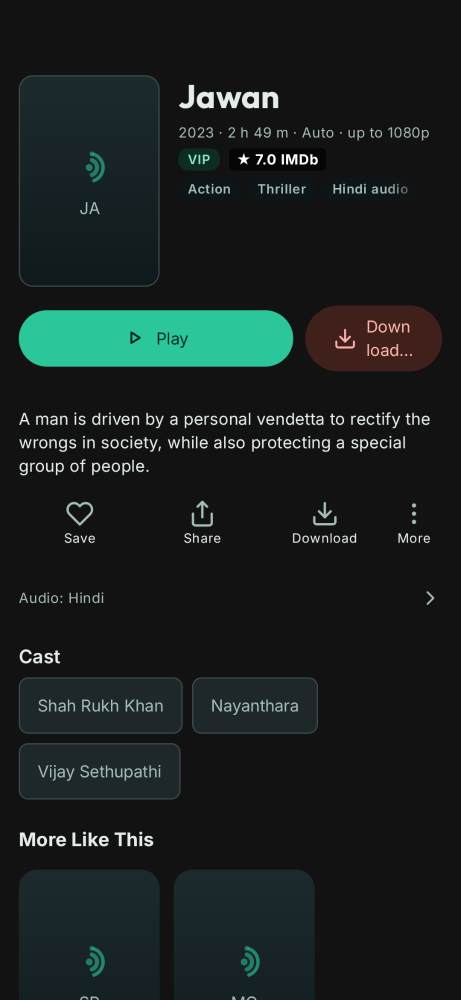 JA
Jawan
2023 · 2 h 49 m · Auto · up to 1080p
VIP ★ 7.0 IMDb
Action Thriller Hindi audio
Play
Down
load...
A man is driven by a personal vendetta to rectify the
wrongs in society, while also protecting a special
group of people.
Save Share Download More
Audio: Hindi
Cast
Shah Rukh Khan Nayanthara
Vijay Sethupathi
More Like This